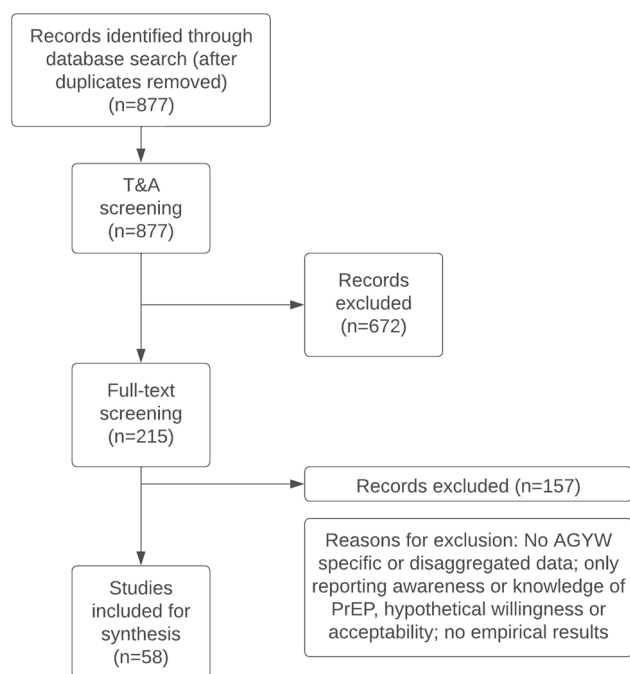 Records identified through
database search (after
duplicates removed)
(n=877)
T&A
screening
(n=877)
Records
excluded
(n=672)
Full-text
screening
(n=215)
Records excluded (n=157)
Reasons for exclusion: No AGYW
specific or disaggregated data; only
reporting awareness or knowledge of
PrEP, hypothetical willingness or
acceptability; no empirical results
Studies
included for
synthesis
(n=58)